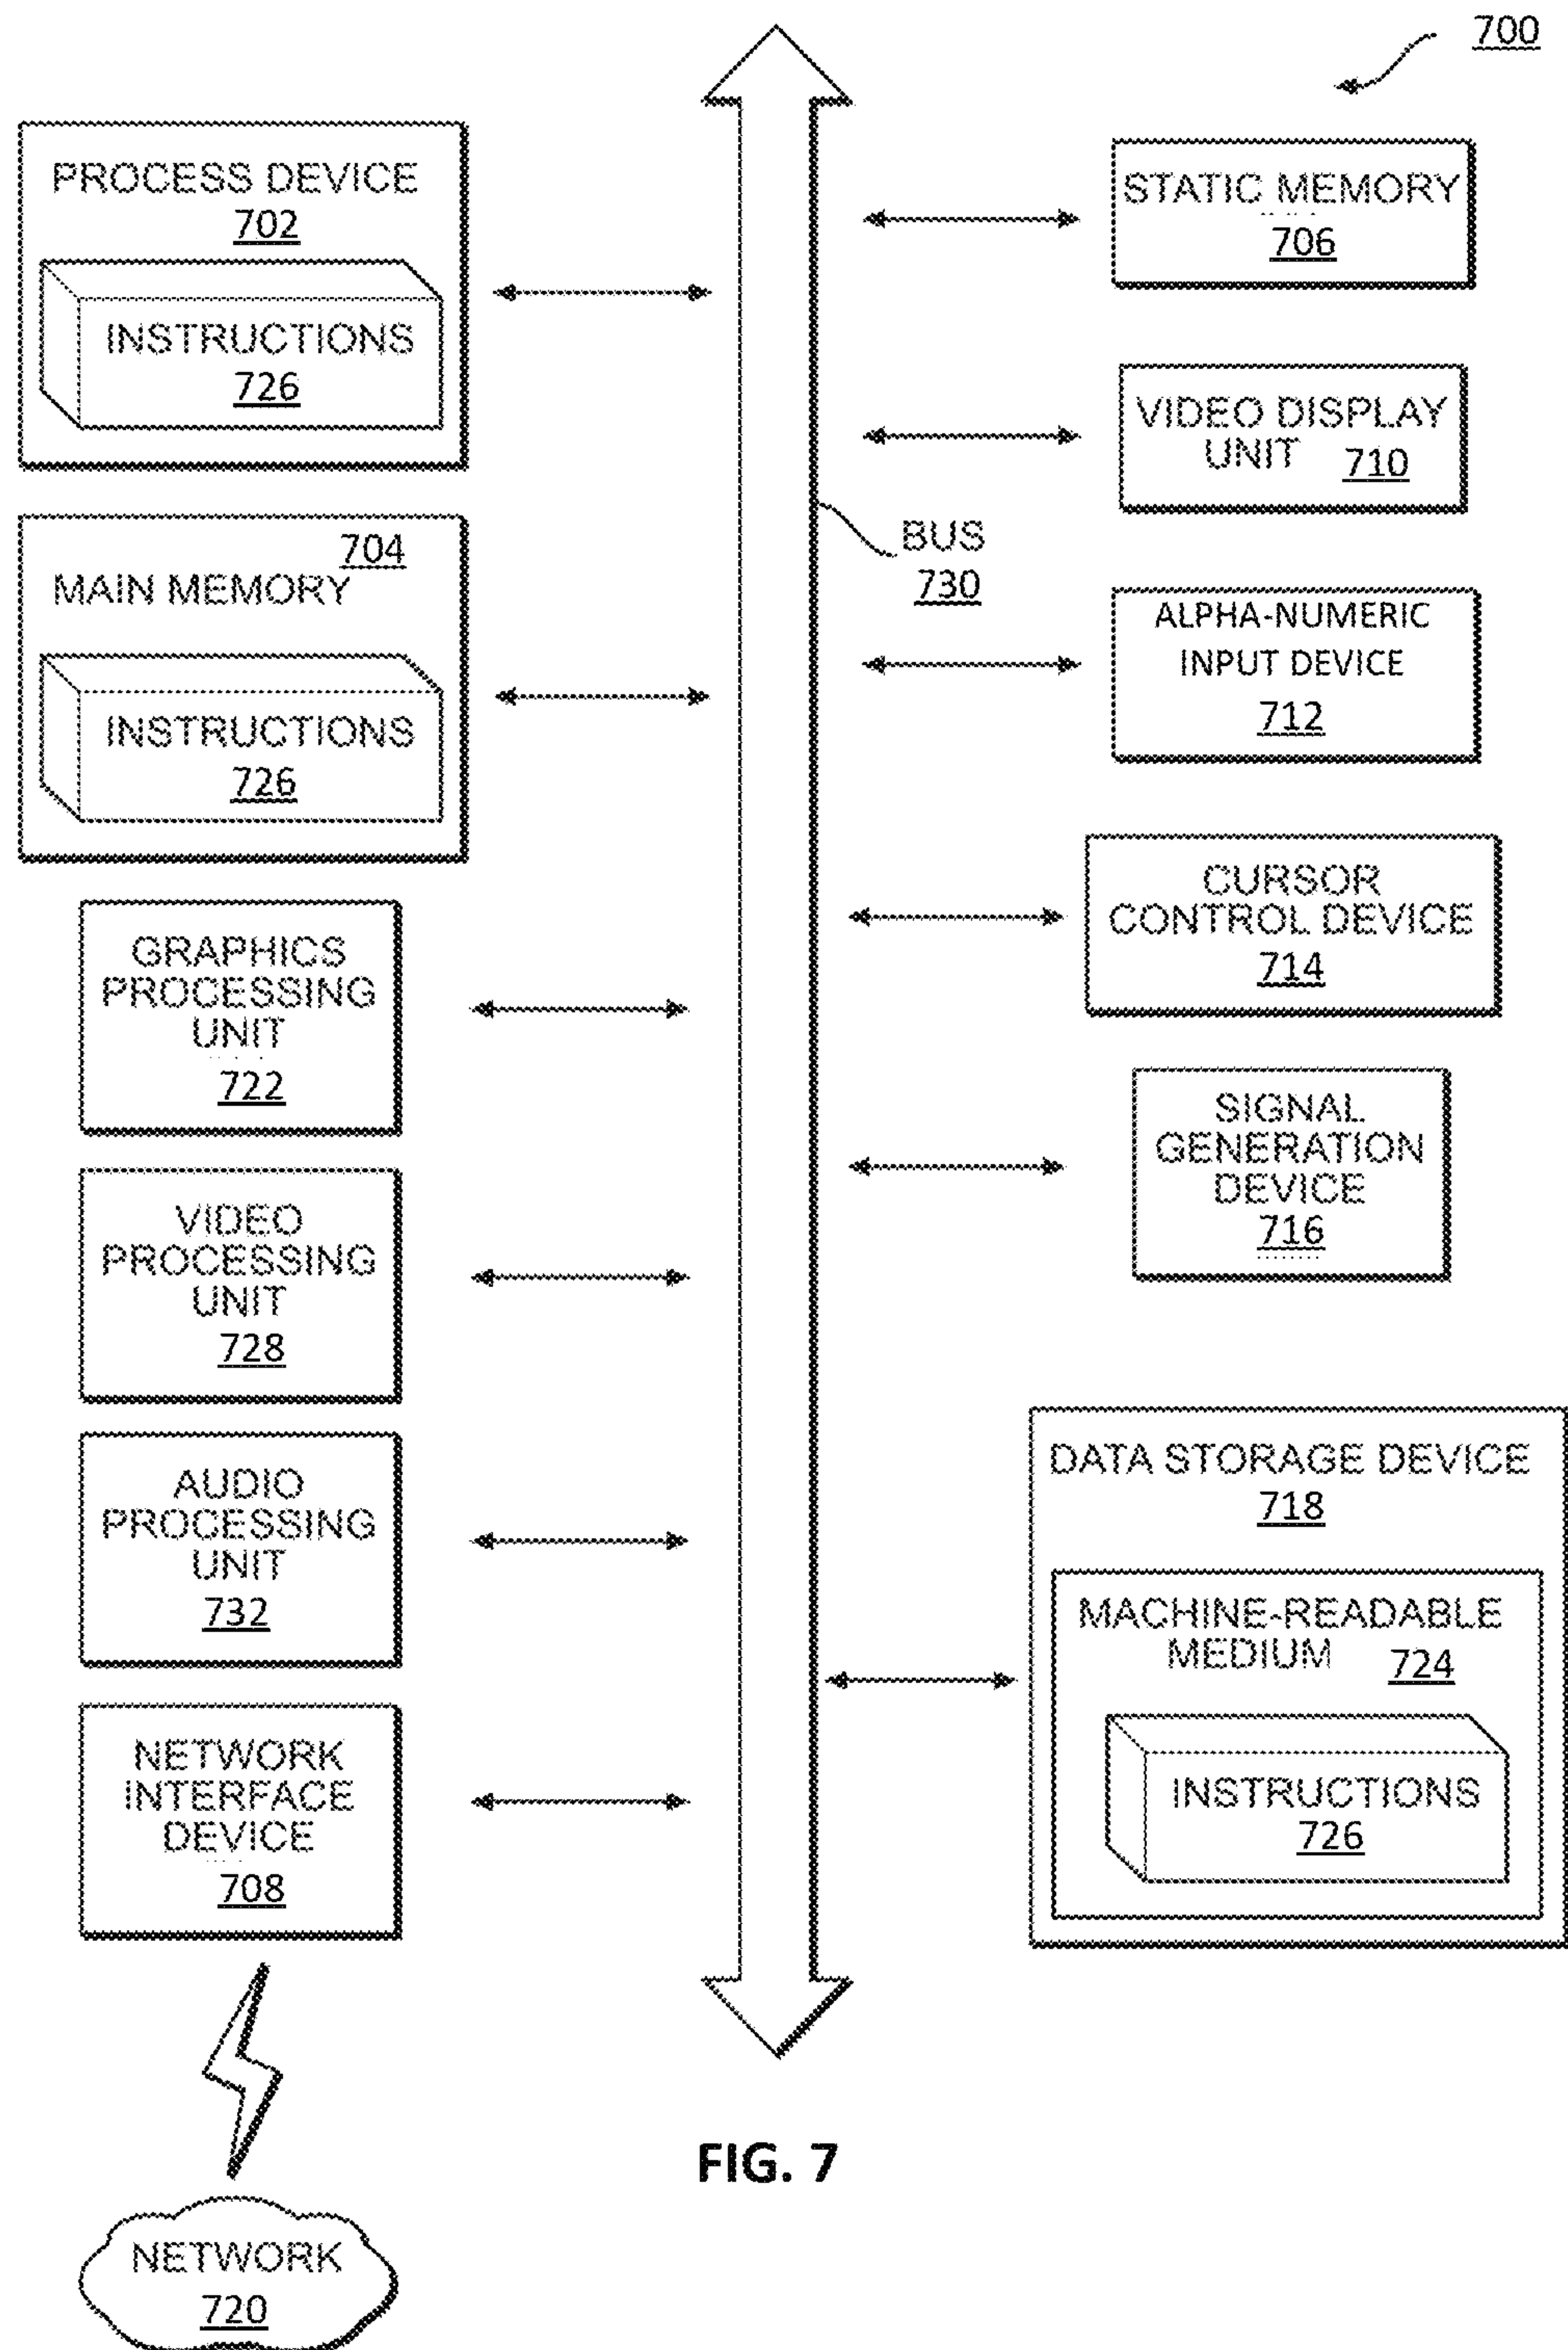 700
PROCESS DEVICE
702
INSTRUCTIONS
726
704
MAIN MEMORY
INSTRUCTIONS
726
GRAPHICS
PROCESSING
UNIT
722
VIDEO
PROCESSING
UNIT
728
AUDIO
PROCESSING
UNIT
732
NETWORK
INTERFACE
DEVICE
708
NETWORK
720
BUS
730
STATIC MEMORY
706
VIDEO DISPLAY
UNIT 710
ALPHA-NUMERIC
INPUT DEVICE
712
CURSOR
CONTROL DEVICE
714
SIGNAL
GENERATION
DEVICE
716
DATA STORAGE DEVICE
718
MACHINE-READABLE
MEDIUM 724
INSTRUCTIONS
726
FIG. 7